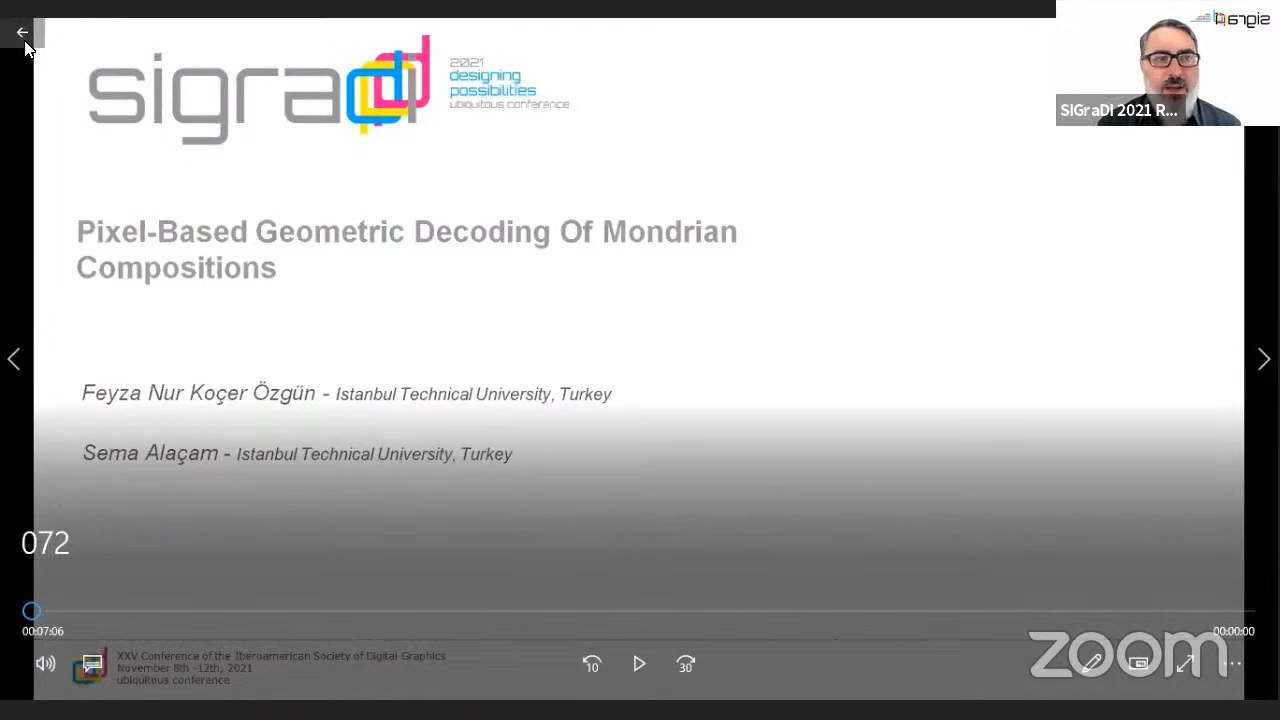 sigradi
2021
designing
possibilities
ubiquitous conference
SIGraDI 2021 R...
Pixel-Based Geometric Decoding Of Mondrian
Compositions
Feyza Nur Koçer Özgün - Istanbul Technical University, Turkey
Sema Alaçam - Istanbul Technical University, Turkey
072
00:07:06
00:00:00
XXV Conference of the Iberoamerican Society of Digital Graphics
November 8th -12th, 2021
ubiquitous conference
10
30
zoom